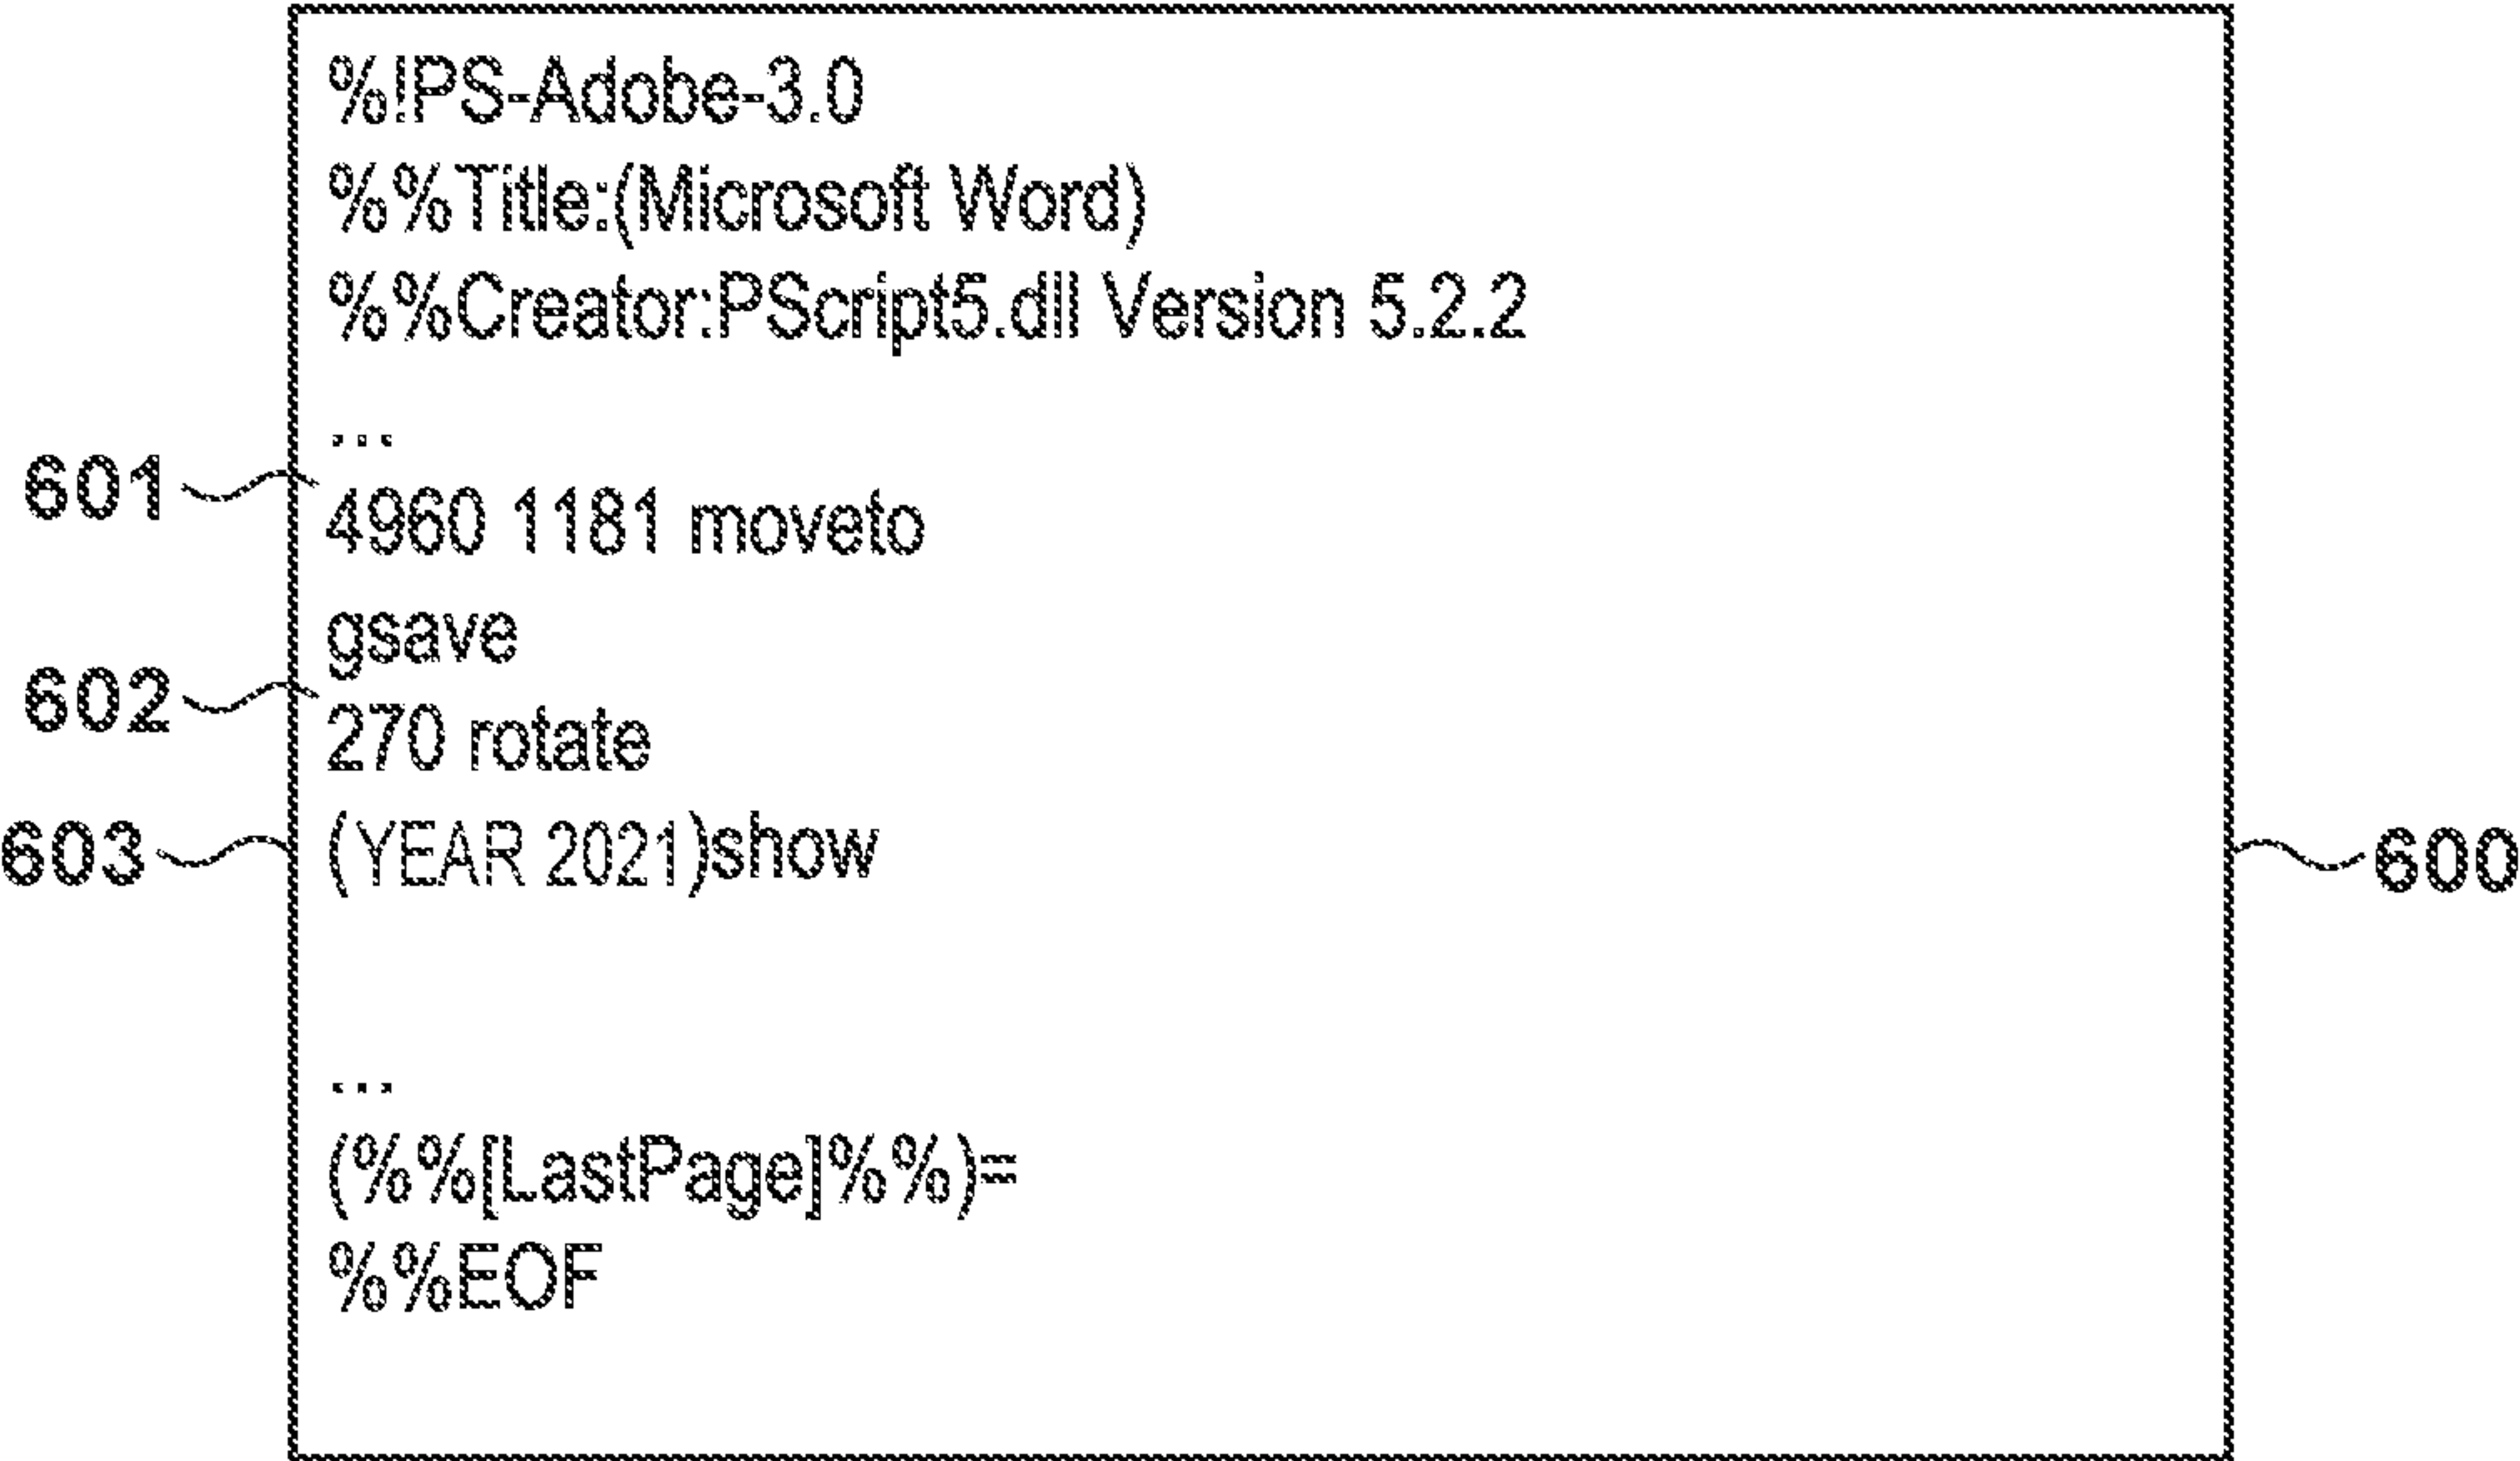 %!PS-Adobe-3.0
%%Title:(Microsoft Word)
%%Creator:PScript5.dll Version 5.2.2
...
601
4960 1181 moveto
gsave
602
270 rotate
603 (YEAR 2021)show 600
...
(%%[LastPage]%%)=
%%EOF